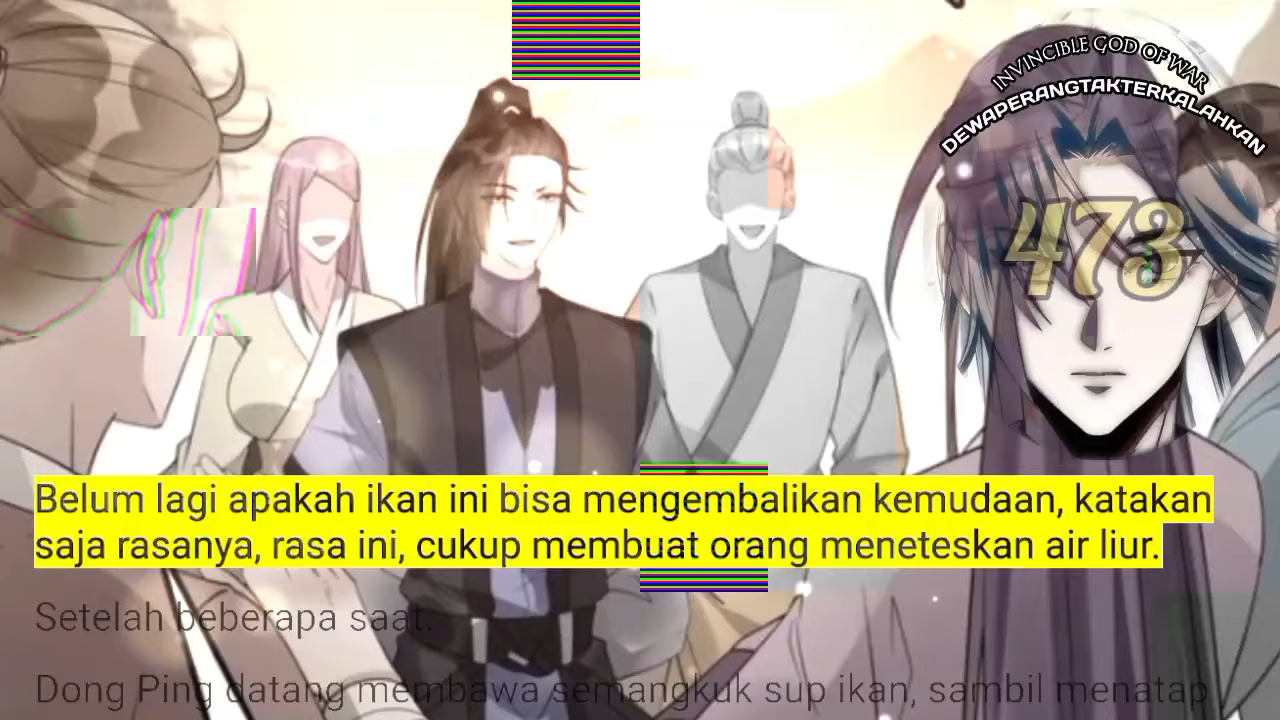 INVINCIBLE GOD OF WAR
DEWAPERANGTAKTERKALAHKAN
473
Belum lagi apakah ikan ini bisa mengembalikan kemudaan, katakan
saja rasanya, rasa ini, cukup membuat orang meneteskan air liur.
Setelah beberapa saat.
Dong Ping datang membawa semangkuk sup ikan, sambil menatap